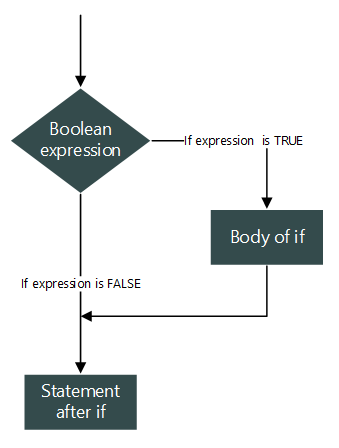 Boolean
expression
If expression is TRUE
Body of if
If expression is FALSE
Statement
after if